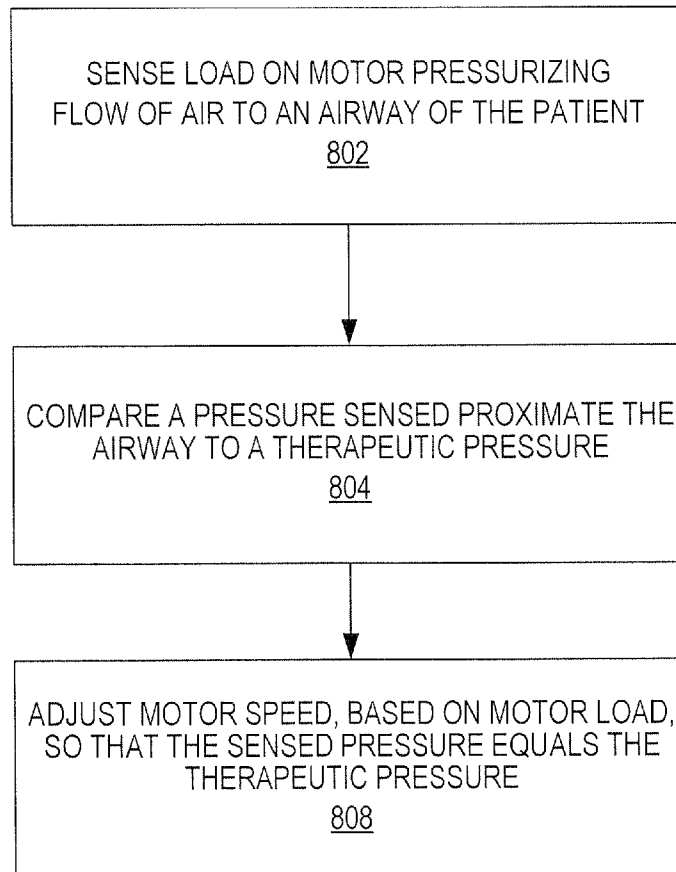 SENSE LOAD ON MOTOR PRESSURIZING
FLOW OF AIR TO AN AIRWAY OF THE PATIENT
802
COMPARE A PRESSURE SENSED PROXIMATE THE
AIRWAY TO A THERAPEUTIC PRESSURE
804
ADJUST MOTOR SPEED, BASED ON MOTOR LOAD,
SO THAT THE SENSED PRESSURE EQUALS THE
THERAPEUTIC PRESSURE
808